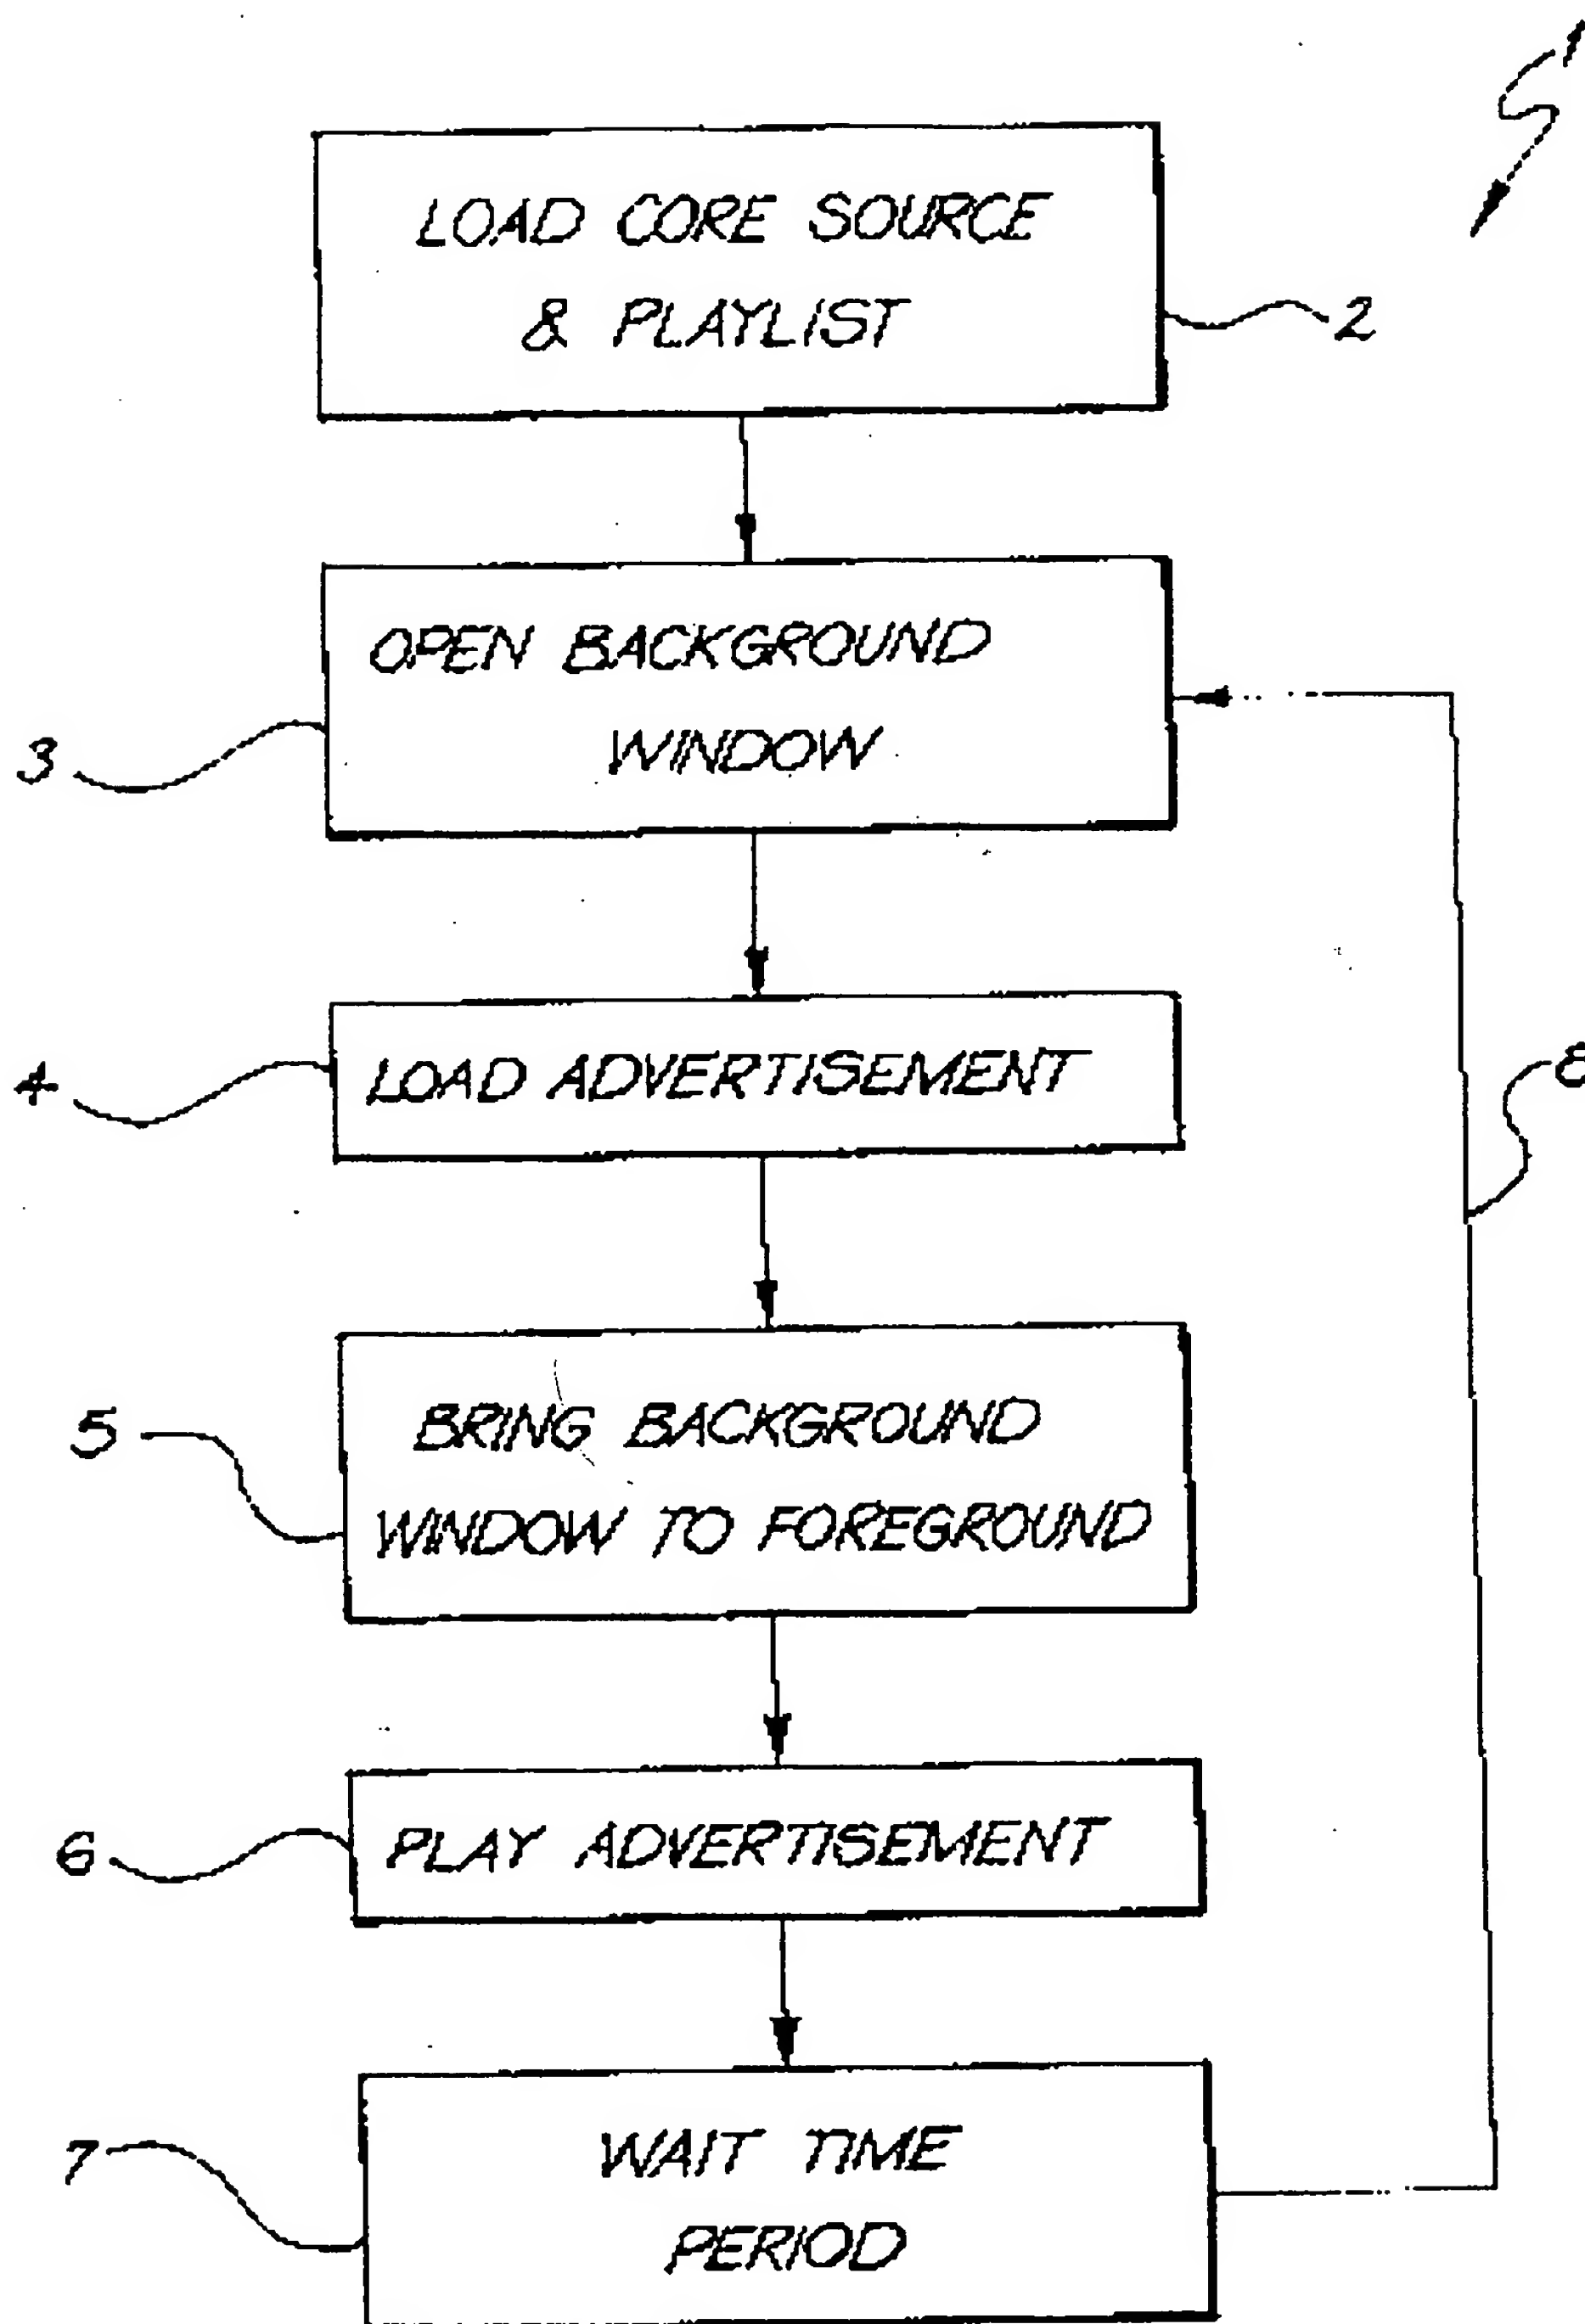 LOAD CORE SOURCE
& PLAYLIST
2
OPEN BACKGROUND
WINDOW
3
4
LOAD ADVERTISEMENT
8
5
BRING BACKGROUND
WINDOW TO FOREGROUND
6
PLAY ADVERTISEMENT
7
WAIT TIME
PERIOD